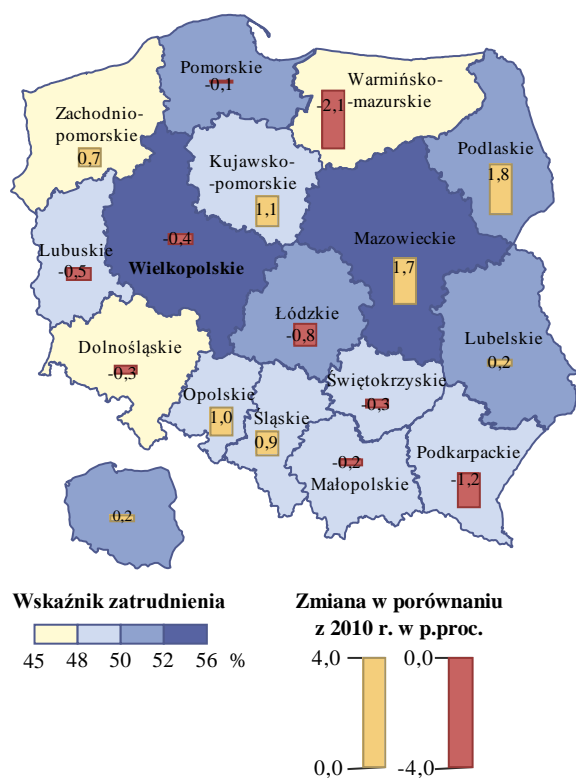 Pomorskie
-0,1
Warmińsko-
-mazurskie
-2,1
Zachodnio-
pomorskie
0,7
Podlaskie
1,8
Kujawsko-
-pomorskie
1,1
-0,4
Wielkopolskie
Lubuskie
-0,5
Mazowieckie
1,7
Łódzkie
-0,8
Lubelskie
0,2
Dolnośląskie
-0,3
Świętokrzyskie
-0,3
Opolskie
1,0
Śląskie
0,9
Podkarpackie
-1,2
-0,2
Małopolskie
0,2
Wskaźnik zatrudnienia
45 48 50 52 56 %
Zmiana w porównaniu
z 2010 r. w p.proc.
4,0 0,0
0,0 -4,0